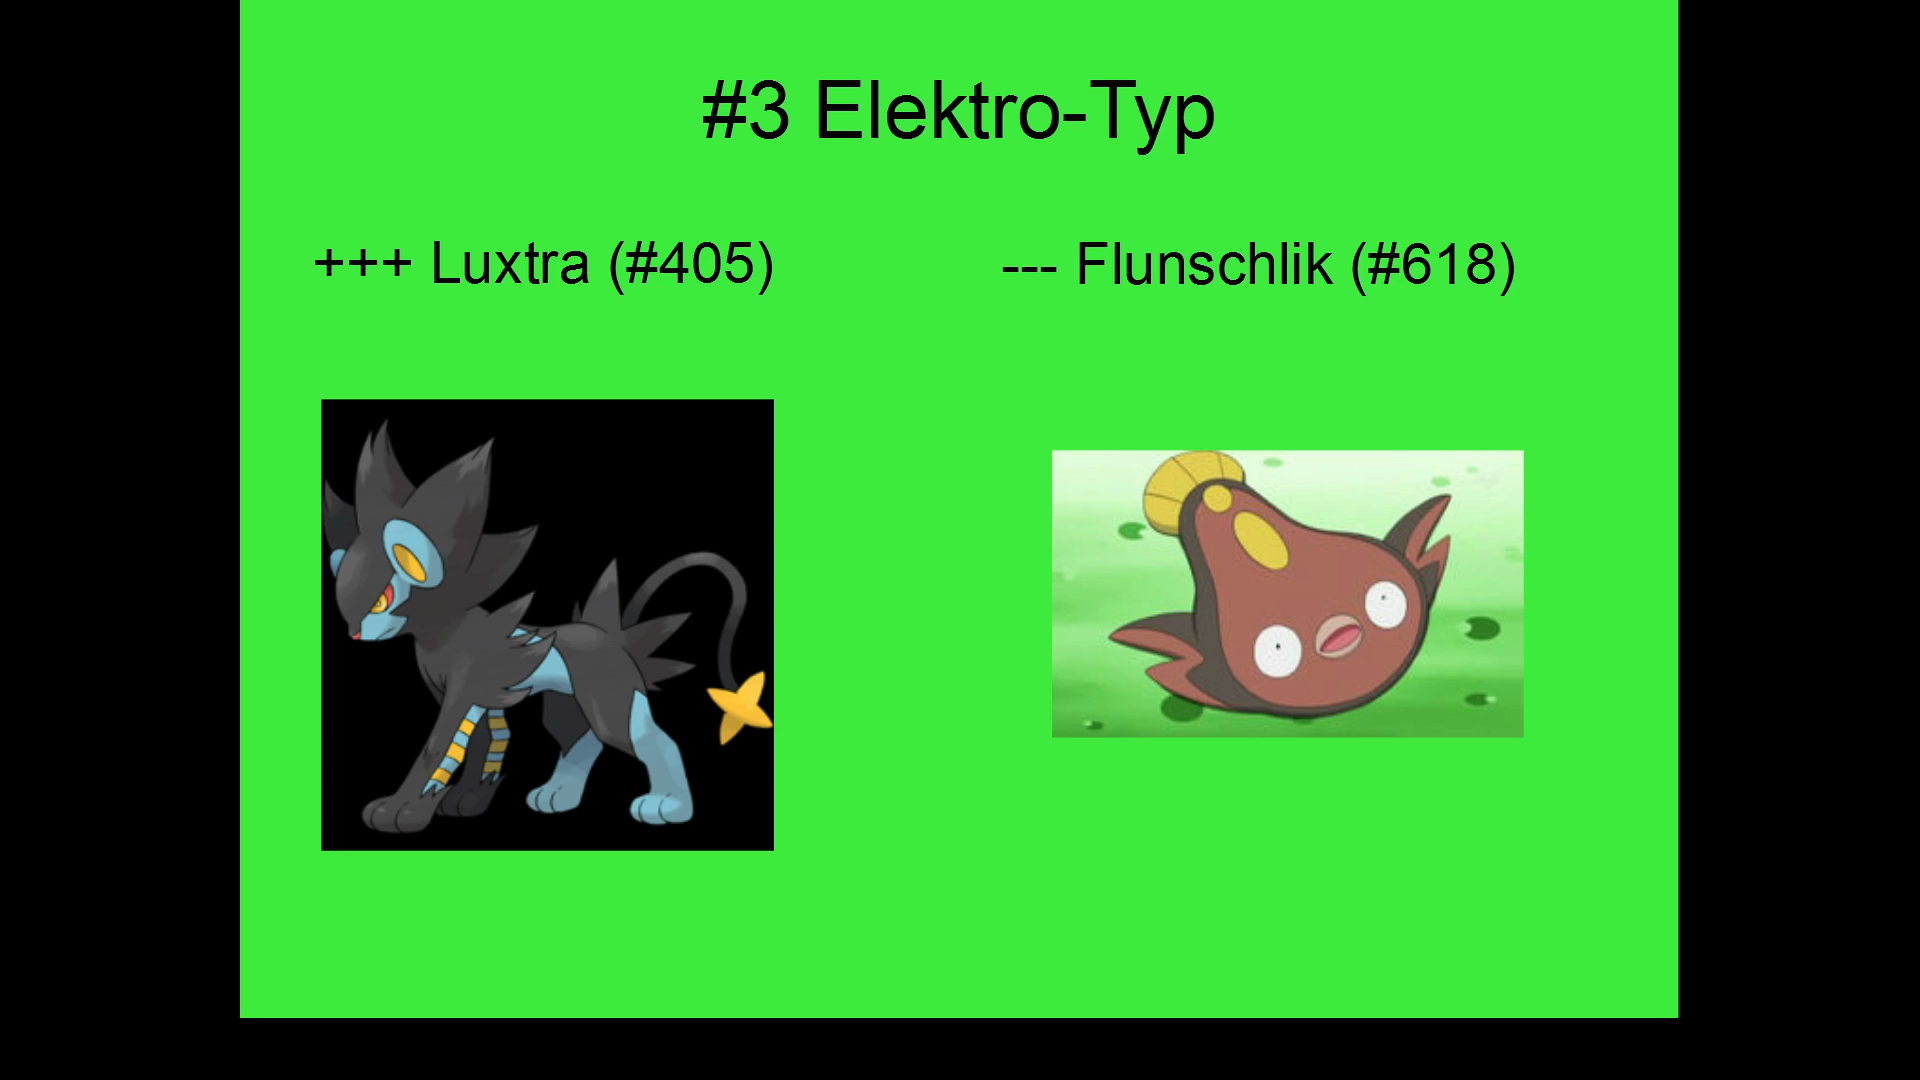 #3 Elektro-Typ
+++ Luxtra (#405)
--- Flunschlik (#618)